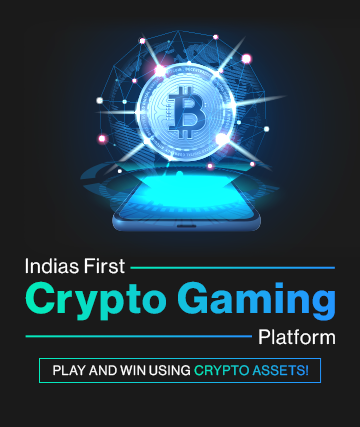 Indias First
Crypto Gaming
Platform
PLAY AND WIN USING CRYPTO ASSETS!